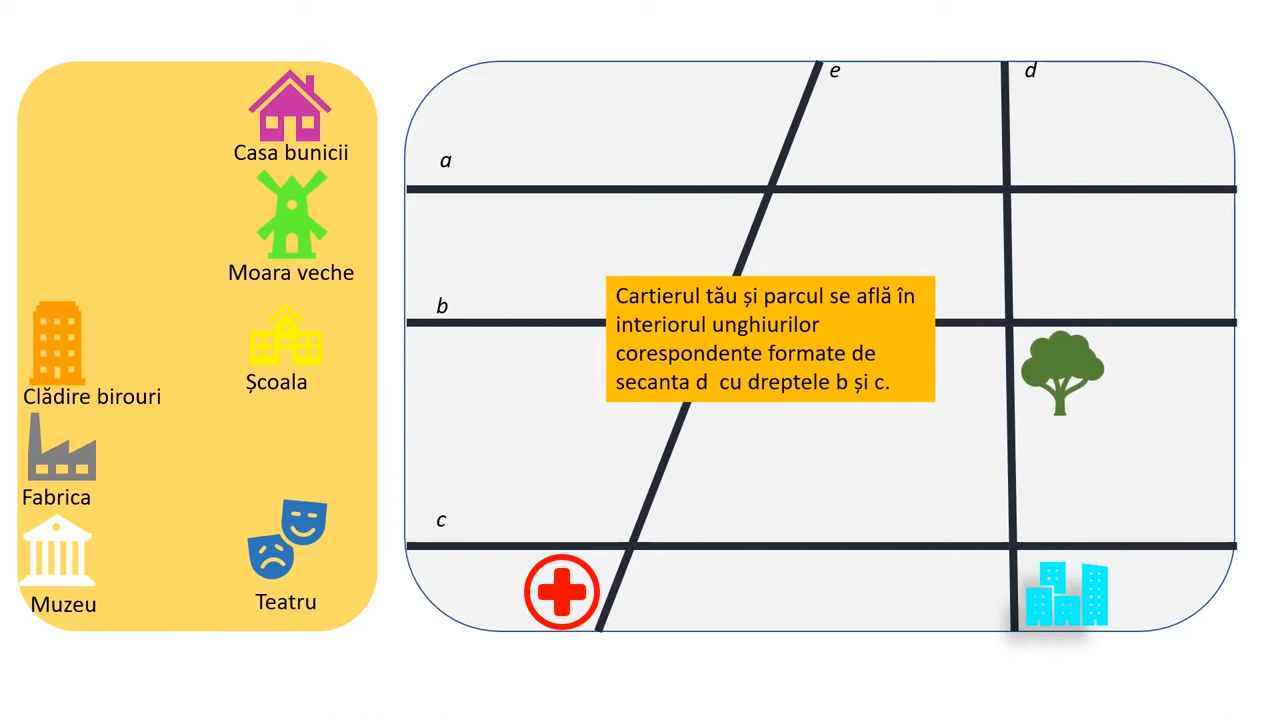 Casa bunicii
Moara veche
Școala
Clădire birouri
Fabrica
Muzeu
Teatru
e
d
a
b
c
Cartierul tău și parcul se află în
interiorul unghiurilor
corespondente formate de
secanta d cu dreptele b și c.